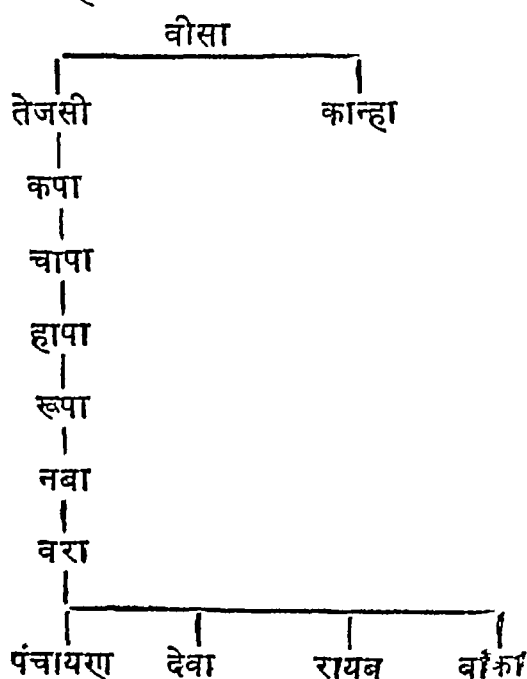 वीसा
तेजसी कान्हा
कपा
चापा
हापा
रूपा
नबा
वरा
पंचायरण देवा रायब बांका